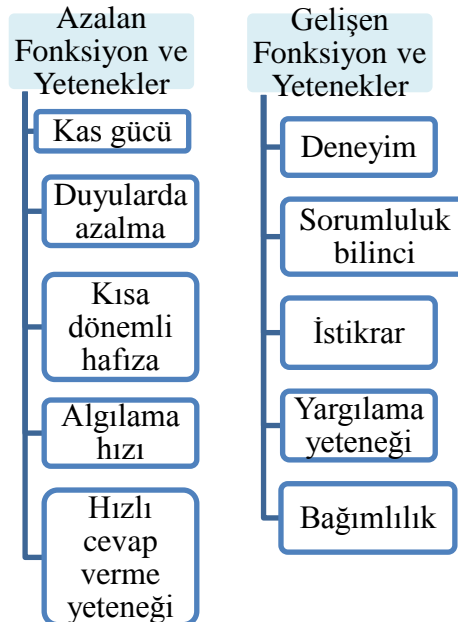 Azalan
Fonksiyon ve
Yetenekler
Kas gücü
Duyularda
azalma
Kısa
dönemli
hafıza
Algılama
hızı
Hızlı
cevap
verme
yeteneği
Gelişen
Fonksiyon ve
Yetenekler
Deneyim
Sorumluluk
bilinci
İstikrar
Yargılama
yeteneği
Bağımlılık